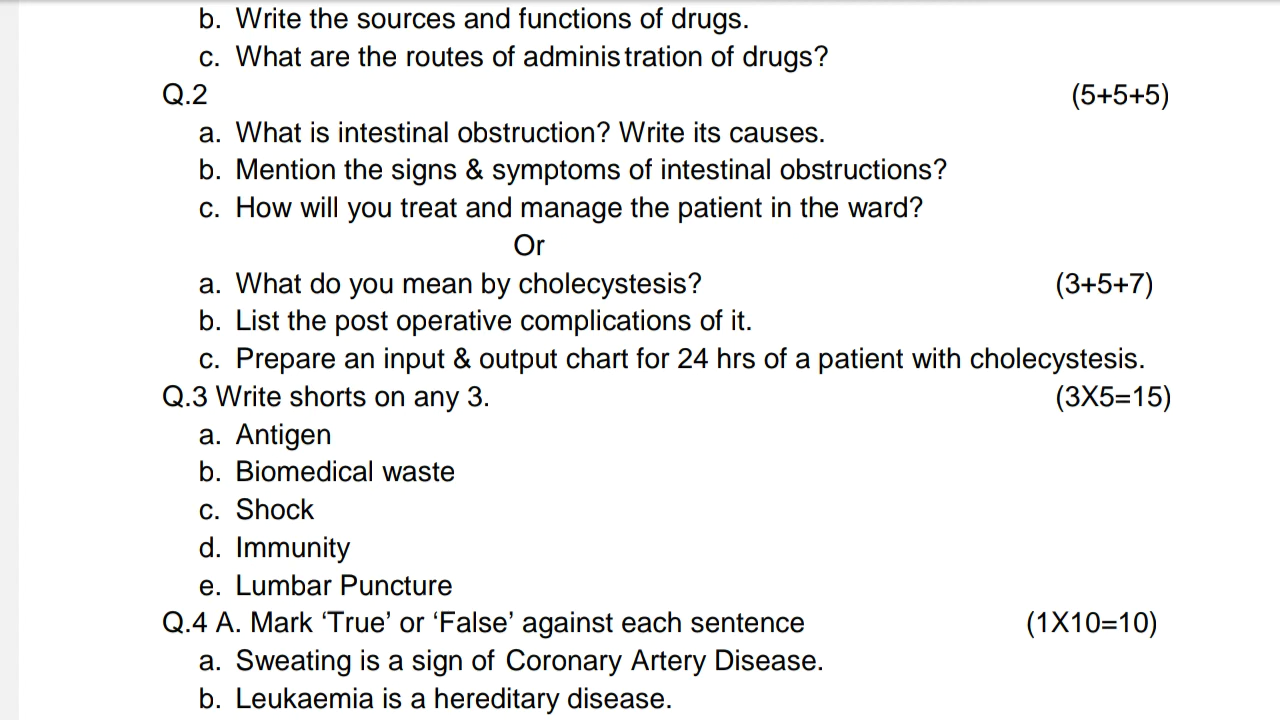 b. Write the sources and functions of drugs.
c. What are the routes of administration of drugs?
Q.2 (5+5+5)
a. What is intestinal obstruction? Write its causes.
b. Mention the signs & symptoms of intestinal obstructions?
c. How will you treat and manage the patient in the ward?
Or
a. What do you mean by cholecystesis? (3+5+7)
b. List the post operative complications of it.
c. Prepare an input & output chart for 24 hrs of a patient with cholecystesis.
Q.3 Write shorts on any 3. (3X5=15)
a. Antigen
b. Biomedical waste
c. Shock
d. Immunity
e. Lumbar Puncture
Q.4 A. Mark ‘True’ or ‘False’ against each sentence (1X10=10)
a. Sweating is a sign of Coronary Artery Disease.
b. Leukaemia is a hereditary disease.